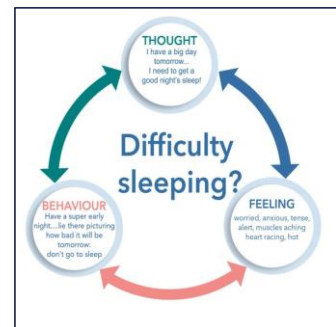 THOUGHT
I have a big day
tomorrow...
I need to get a
good night's sleep!
Difficulty
sleeping?
BEHAVIOUR
Have a super early
night....lie there picturing
how bad it will be
tomorrow:
don't go to sleep
FEELING
worried, anxious, tense,
alert, muscles aching
heart racing, hot